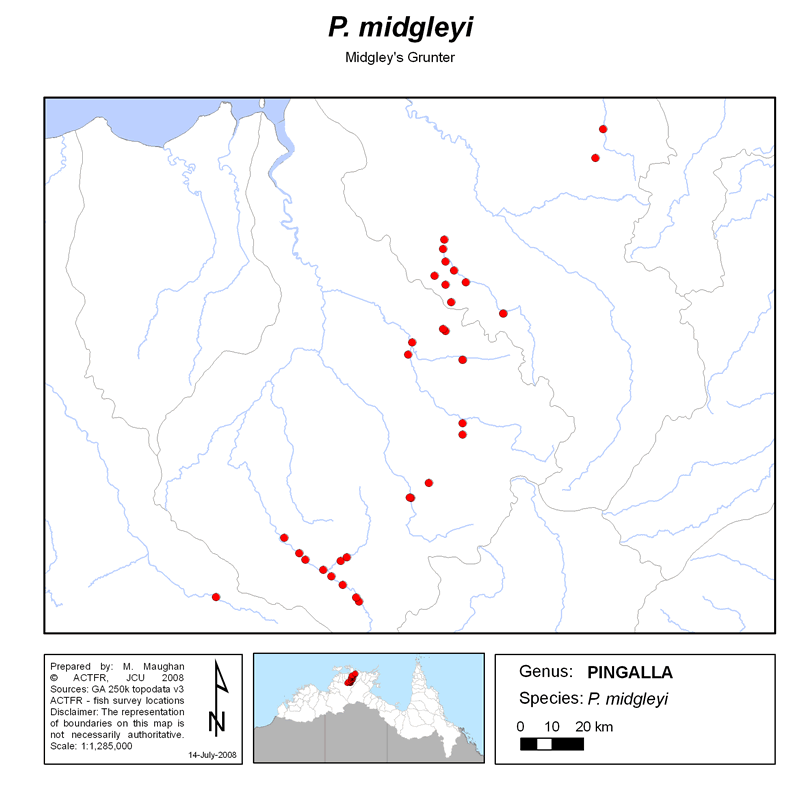 P. midgleyi
Midgley's Grunter
Prepared by: M. Maughan
© ACTFR, JCU 2008
Sources: GA 250k topodata v3
ACTFR - fish survey locations
Disclaimer: The representation
of boundaries on this map is
not necessarily authoritative.
Scale: 1:1,285,000
N
14-July-2008
Genus: PINGALLA
Species: P. midgleyi
0 10 20 km